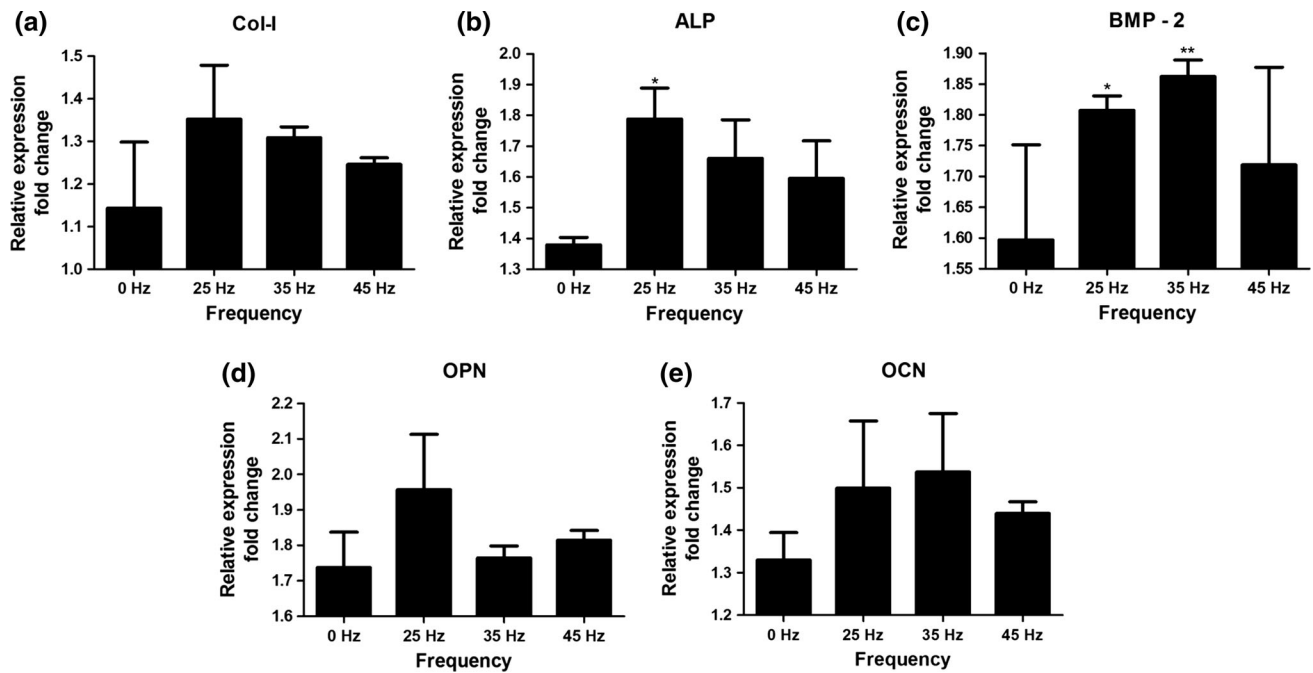 (a)
Col-I
Relative expression
fold change
1.5
1.4
1.3
1.2
1.1
1.0
0 Hz 25 Hz 35 Hz 45 Hz
Frequency
(b)
ALP
Relative expression
fold change
2.0
1.9
1.8
1.7
1.6
1.5
1.4
1.3
*
0 Hz 25 Hz 35 Hz 45 Hz
Frequency
(c)
BMP - 2
Relative expression
fold change
1.90
1.85
1.80
1.75
1.70
1.65
1.60
1.55
* **
0 Hz 25 Hz 35 Hz 45 Hz
Frequency
(d)
OPN
Relative expression
fold change
2.2
2.1
2.0
1.9
1.8
1.7
1.6
0 Hz 25 Hz 35 Hz 45 Hz
Frequency
(e)
OCN
Relative expression
fold change
1.7
1.6
1.5
1.4
1.3
1.2
0 Hz 25 Hz 35 Hz 45 Hz
Frequency